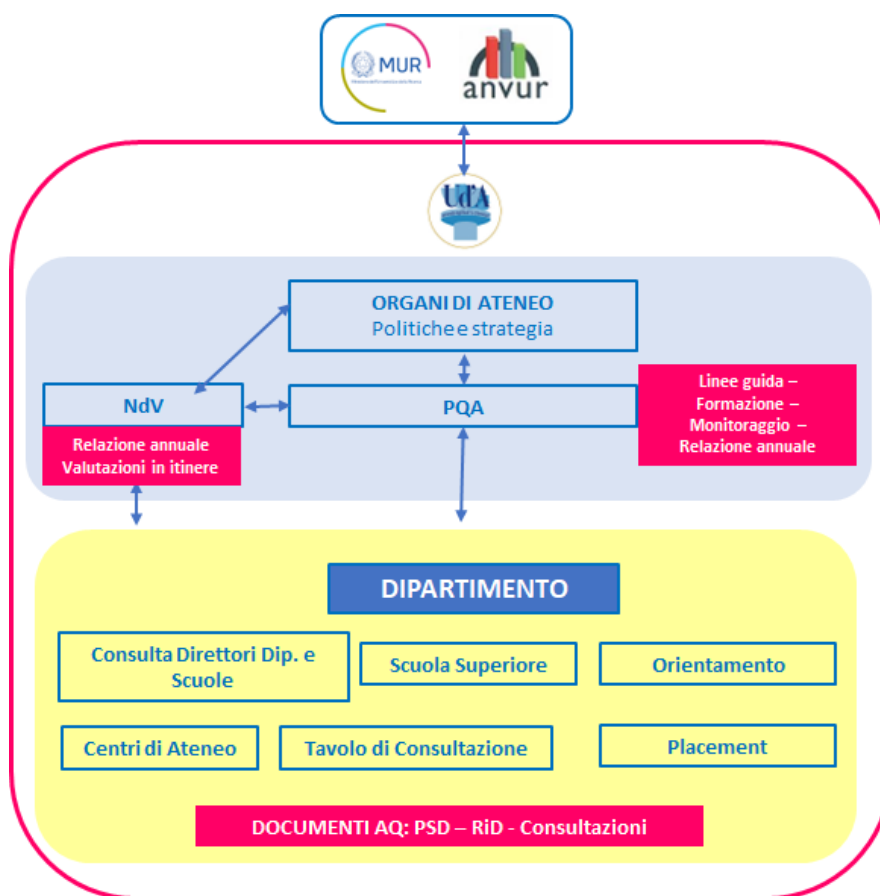 MUR
anvur
Ud'A
ORGANI DI ATENEO
Politiche e strategia
NdV
PQA
Linee guida –
Formazione –
Monitoraggio –
Relazione annuale
Relazione annuale
Valutazioni in itinere
DIPARTIMENTO
Consulta Direttori Dip. e
Scuole
Scuola Superiore
Orientamento
Centri di Ateneo
Tavolo di Consultazione
Placement
DOCUMENTI AQ: PSD – RiD - Consultazioni